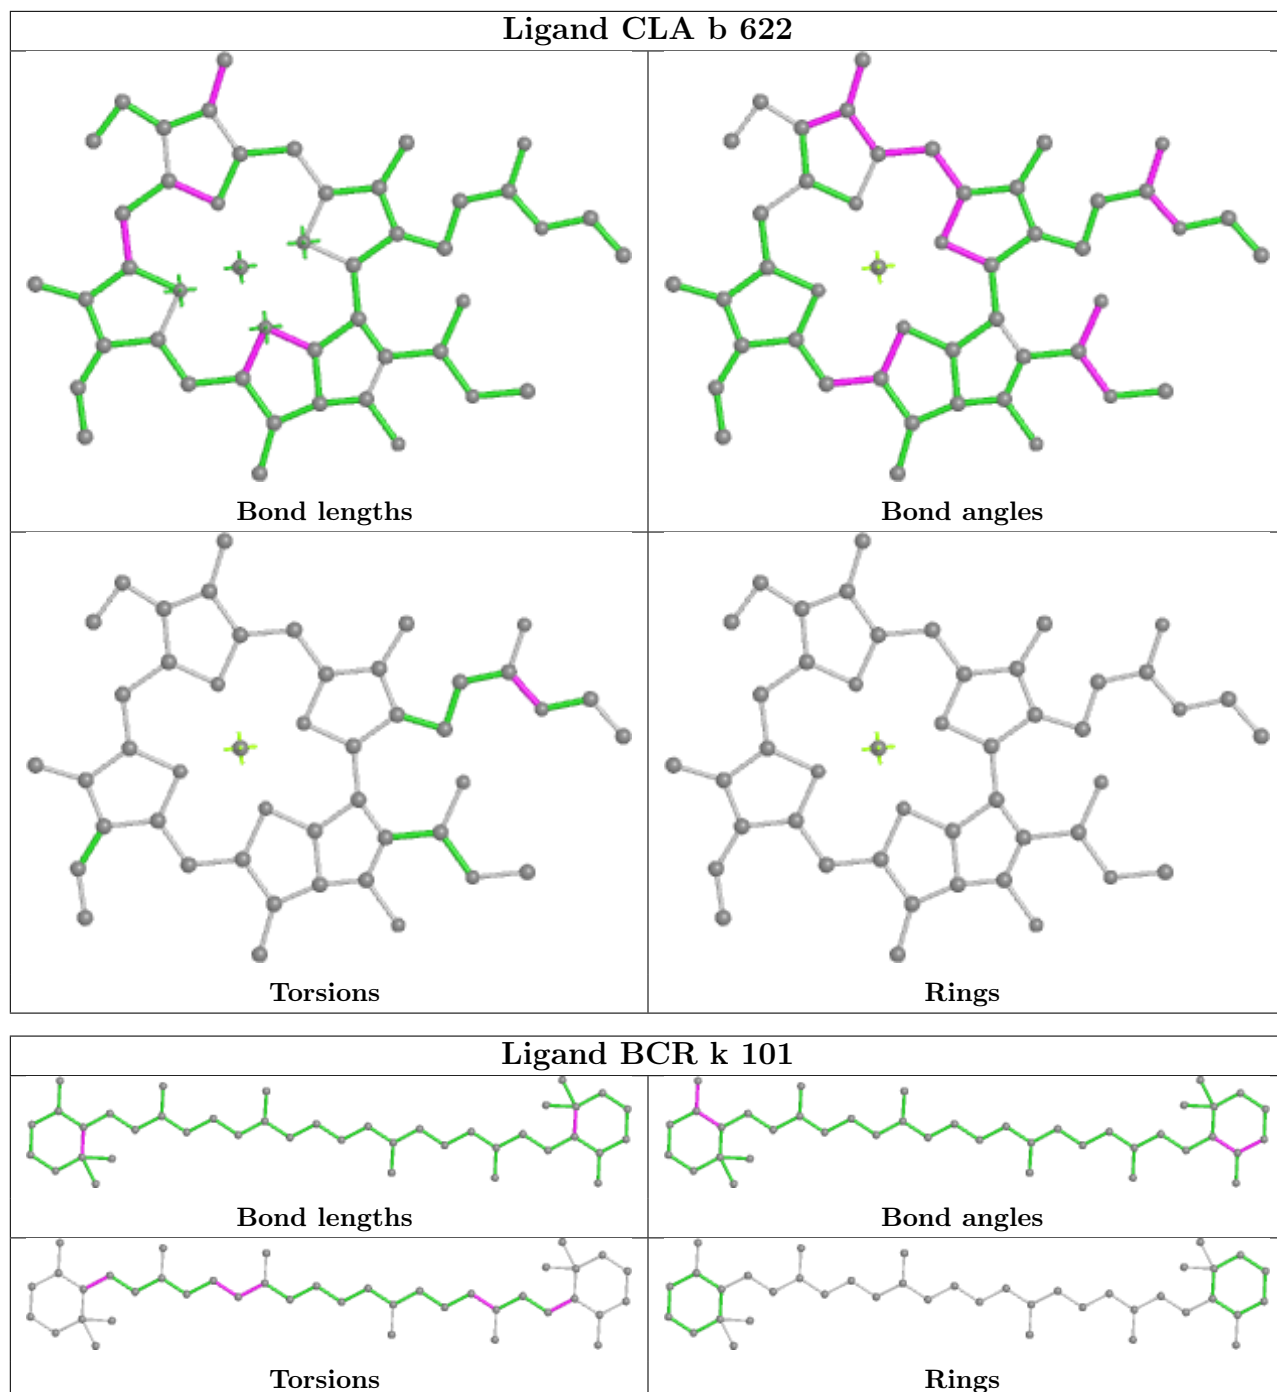 Ligand CLA b 622
Bond lengths
Bond angles
Torsions
Rings
Ligand BCR k 101
Bond lengths
Bond angles
Torsions
Rings